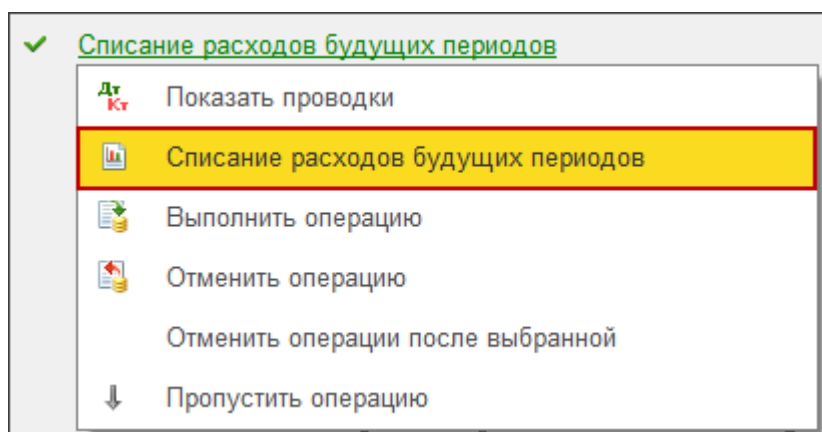 Списание расходов будущих периодов
Дт Кт Показать проводки
Списание расходов будущих периодов
Выполнить операцию
Отменить операцию
Отменить операции после выбранной
Пропустить операцию